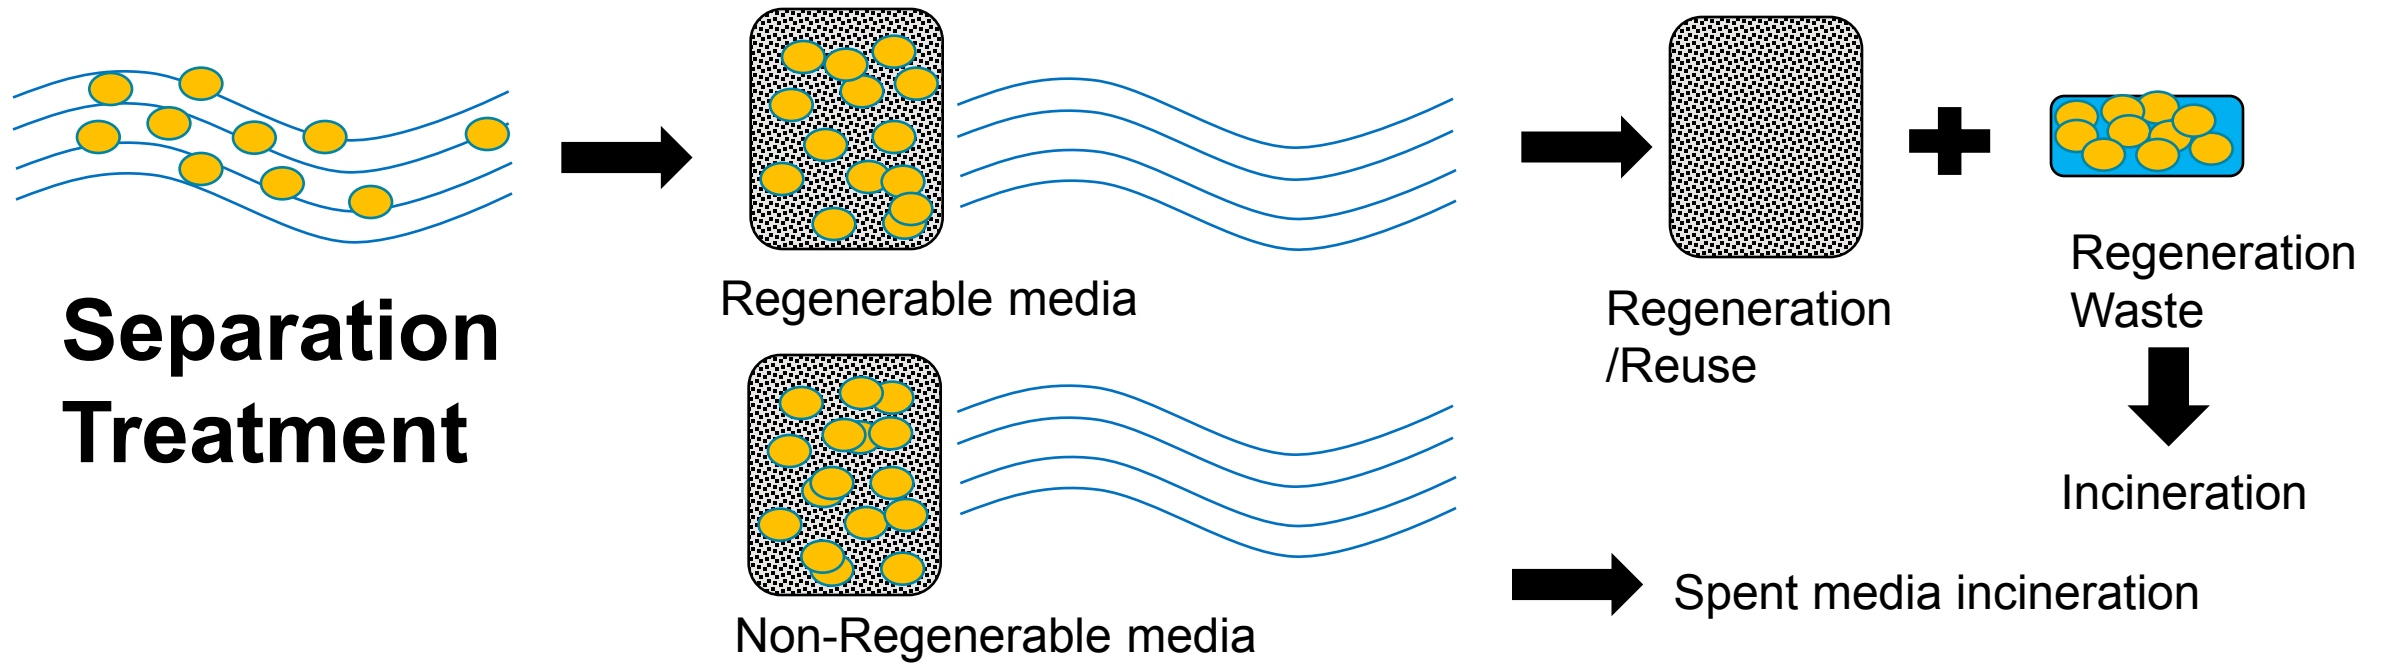 Separation
Treatment
Regenerable media
Non-Regenerable media
Regeneration
/Reuse
Regeneration
Waste
Incineration
Spent media incineration